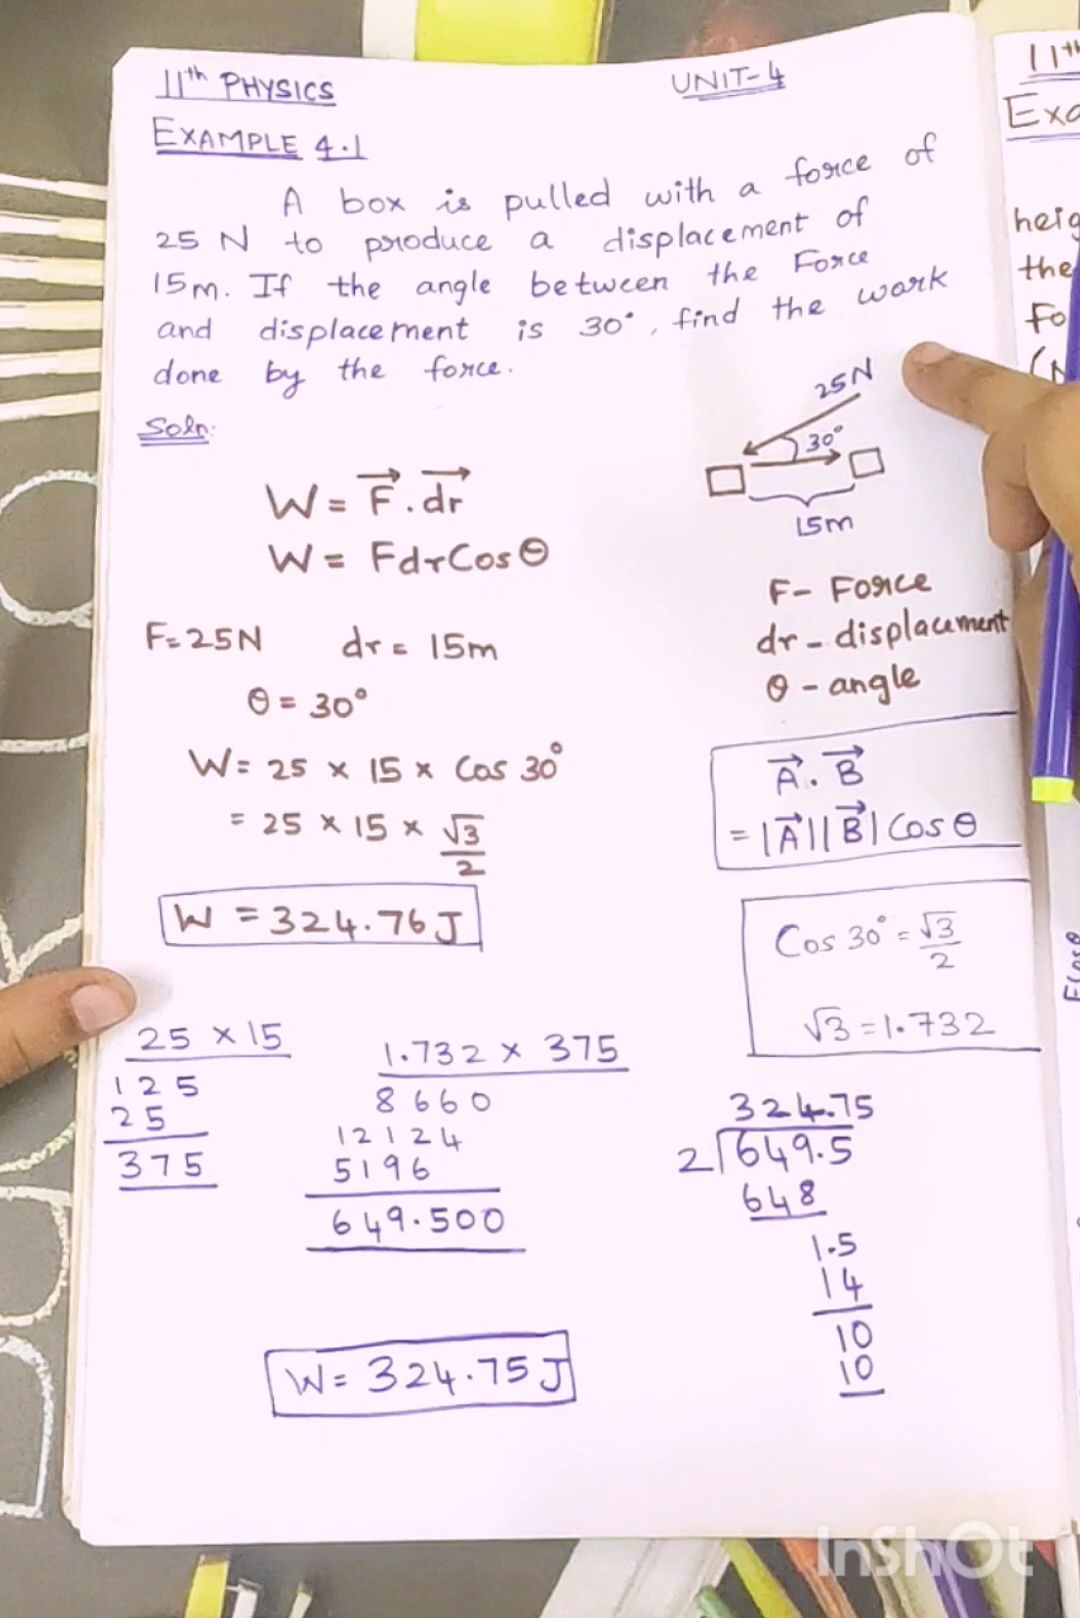 11th PHYSICS
UNIT-4
EXAMPLE 4.1
A box is pulled with a force of
25 N to produce a displacement of
15m. If the angle between the Force
and displacement is 30°, find the work
done by the force.
Soln:
25N
30°
15m
W = F⃗ . dr⃗
W = FdrCosθ
F - Force
dr - displacement
θ - angle
F = 25N dr = 15m
θ = 30°
W = 25 × 15 × Cos 30°
= 25 × 15 × √3/2
W = 324.76 J
A⃗ . B⃗
= |A⃗||B⃗| Cos θ
Cos 30° = √3/2
√3 = 1.732
25 × 15
125
25
375
1.732 × 375
8660
12124
5196
649.500
324.75
2 649.5
648
1.5
14
10
10
W = 324.75 J
11th
Exa
heig
the
Fo
InShOt